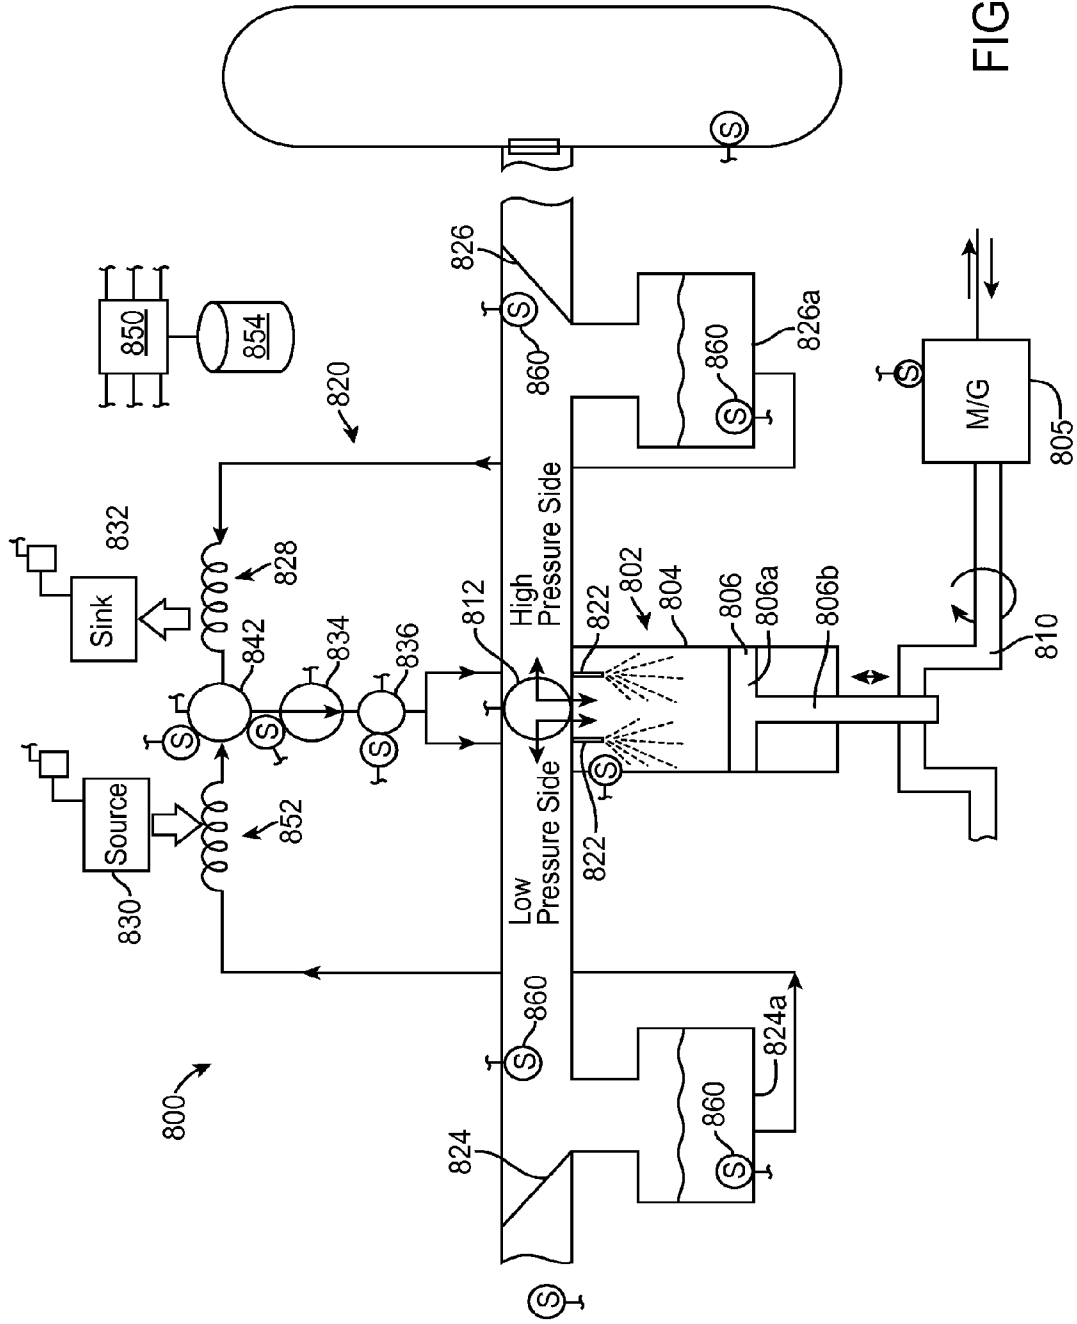 800
830
Source
852
Sink
832
828
842
834
836
820
850
854
S
S
S
S
824
S
860
Low
Pressure Side
812
High
Pressure Side
S
860
826
S
860
824a
S
822
822
802
804
806
806a
806b
S
860
826a
S
810
M/G
805
S
S
FIG